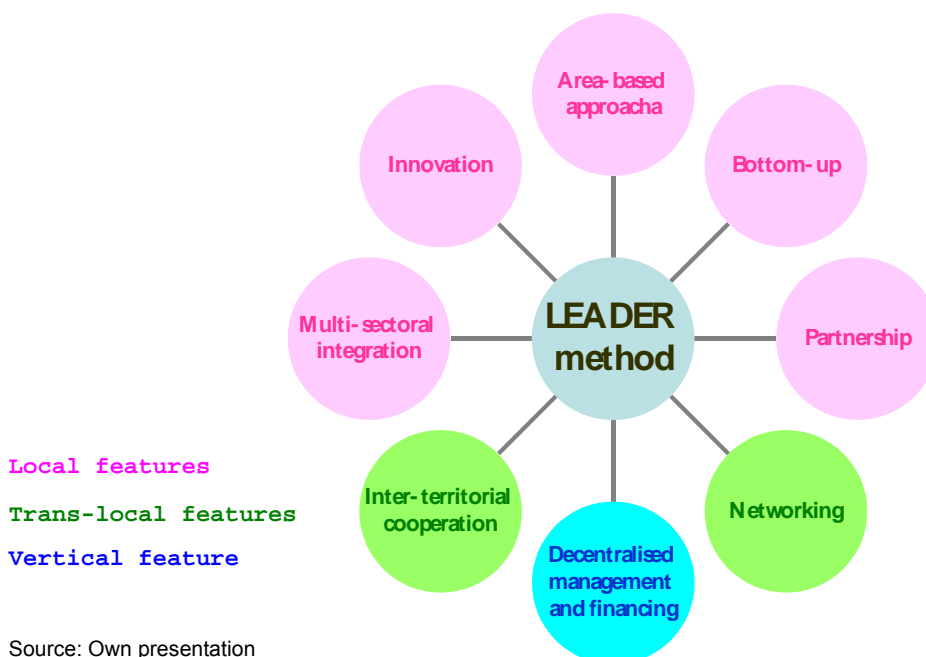 Area-based
approacha
Innovation
Bottom-up
LEADER
method
Multi-sectoral
integration
Partnership
Local features
Trans-local features
Vertical feature
Inter-territorial
cooperation
Networking
Decentralised
management
and financing
Source: Own presentation